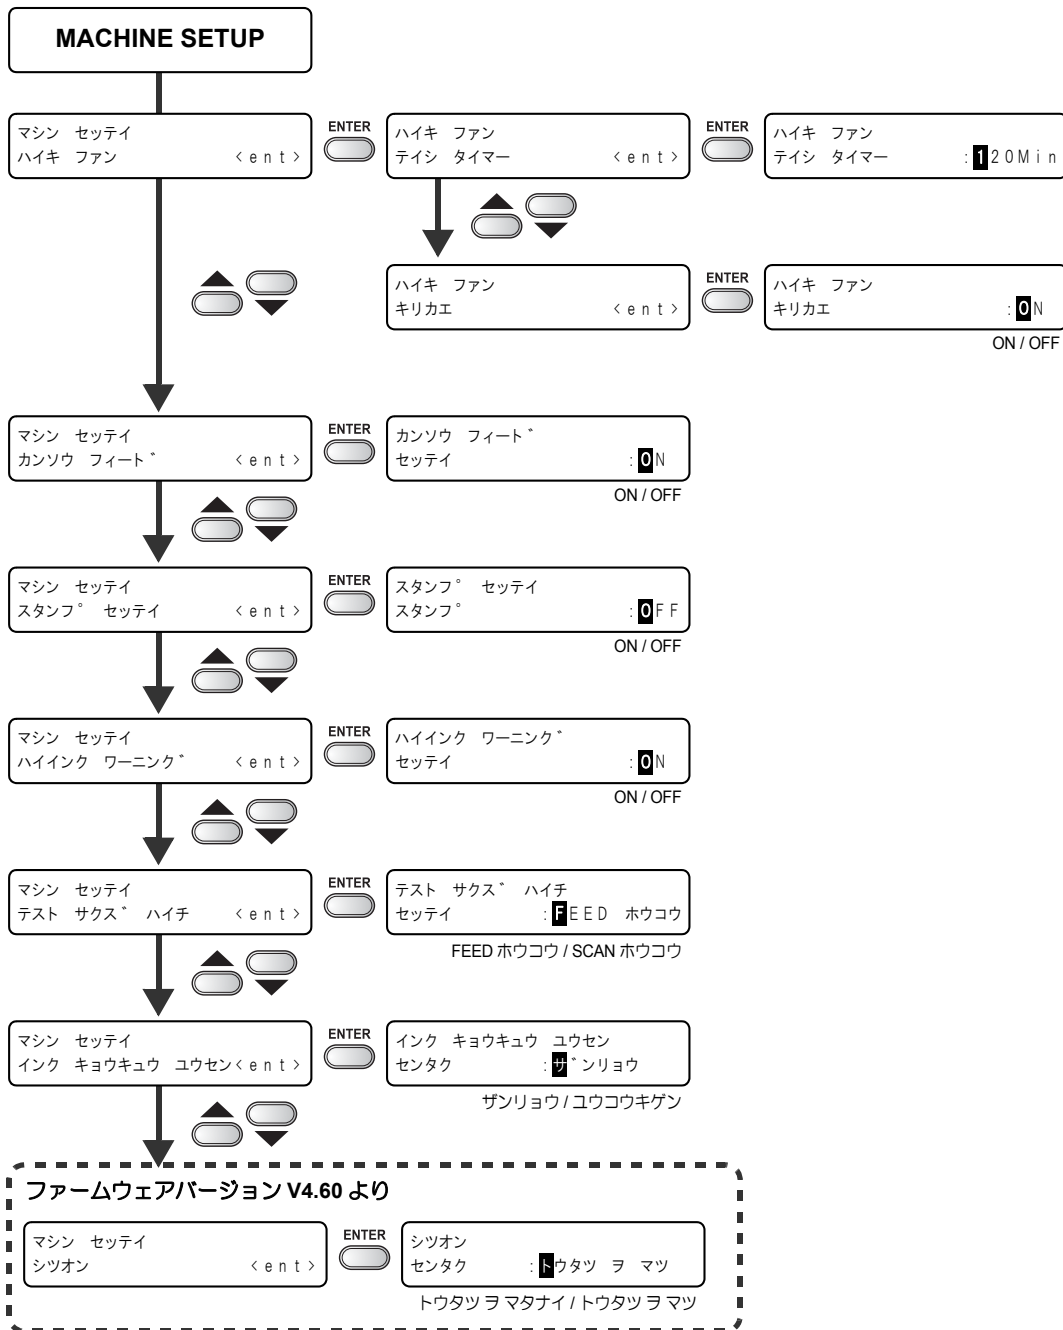 MACHINE SETUP
マシン セッテイ
ハイキ ファン <ent>
ENTER
ハイキ ファン
テイシ タイマー <ent>
ENTER
ハイキ ファン
テイシ タイマー :120Min
ハイキ ファン
キリカエ <ent>
ENTER
ハイキ ファン
キリカエ :ON
ON / OFF
マシン セッテイ
カンソウ フィート゛ <ent>
ENTER
カンソウ フィート゛
セッテイ :ON
ON / OFF
マシン セッテイ
スタンフ゜ セッテイ <ent>
ENTER
スタンフ゜ セッテイ
スタンフ゜ :OFF
ON / OFF
マシン セッテイ
ハイインク ワーニンク゛ <ent>
ENTER
ハイインク ワーニンク゛
セッテイ :ON
ON / OFF
マシン セッテイ
テスト サクス゛ ハイチ <ent>
ENTER
テスト サクス゛ ハイチ
セッテイ :FEED ホウコウ
FEED ホウコウ / SCAN ホウコウ
マシン セッテイ
インク キョウキュウ ユウセン<ent>
ENTER
インク キョウキュウ ユウセン
センタク :サ゛ンリョウ
ザンリョウ / ユウコウキゲン
ファームウェアバージョン V4.60 より
マシン セッテイ
シツオン <ent>
ENTER
シツオン
センタク :トウタツ ヲ マツ
トウタツ ヲ マタナイ / トウタツ ヲ マツ